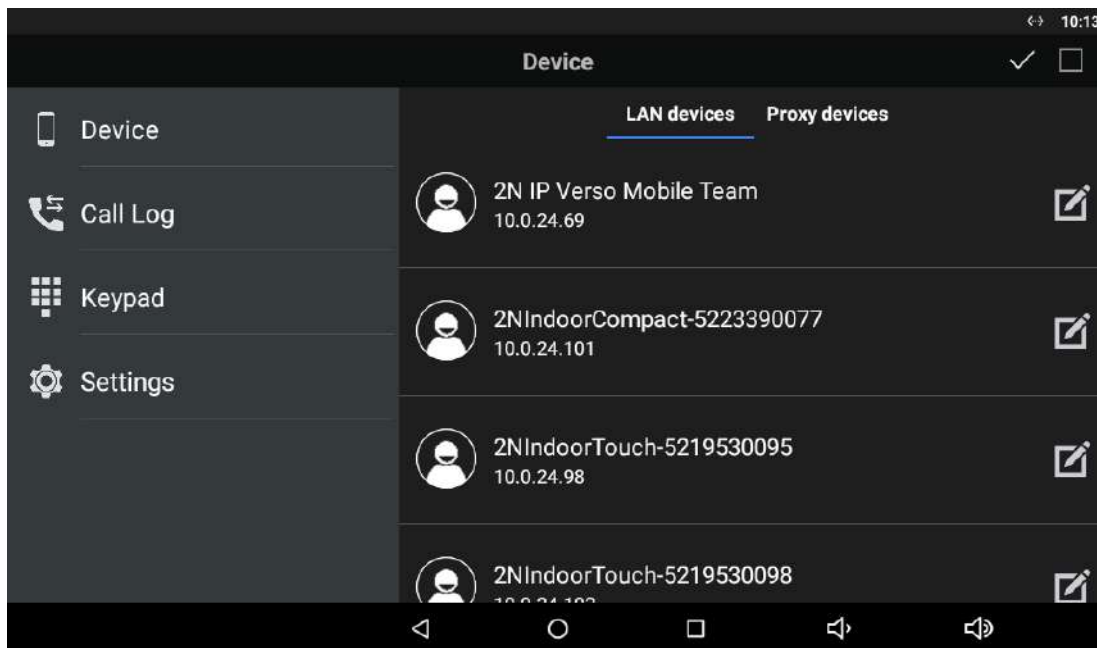 10:13
Device
Device
Call Log
Keypad
Settings
LAN devices Proxy devices
2N IP Verso Mobile Team
10.0.24.69
2NIndoorCompact-5223390077
10.0.24.101
2NIndoorTouch-5219530095
10.0.24.98
2NIndoorTouch-5219530098